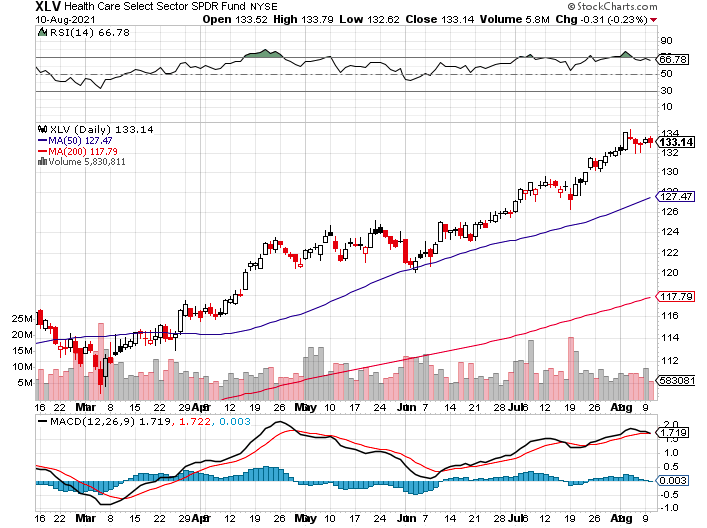 XLV Health Care Select Sector SPDR Fund NYSE © StockCharts.com
10-Aug-2021 Open 133.52 High 133.79 Low 132.62 Close 133.14 Volume 5.8M Chg -0.31 (-0.23%)
RSI(14) 66.78
90
70
66.78
50
30
10
XLV (Daily) 133.14
MA(50) 127.47
MA(200) 117.79
Volume 5,830,811
134
133.14
132
130
128
127.47
126
124
122
120
117.79
116
114
112
25M
20M
15M
10M
5M
583081
16 22 Mar 8 15 22 29 Apr 12 19 26 May 10 17 24 Jun 7 14 21 28 Jul 12 19 26 Aug 9
MACD(12,26,9) 1.719, 1.722, 0.003
2.0
1.719
1.0
0.5
0.003
-0.5
-1.0
16 22 Mar 8 15 22 29 Apr 12 19 26 May 10 17 24 Jun 7 14 21 28 Jul 12 19 26 Aug 9